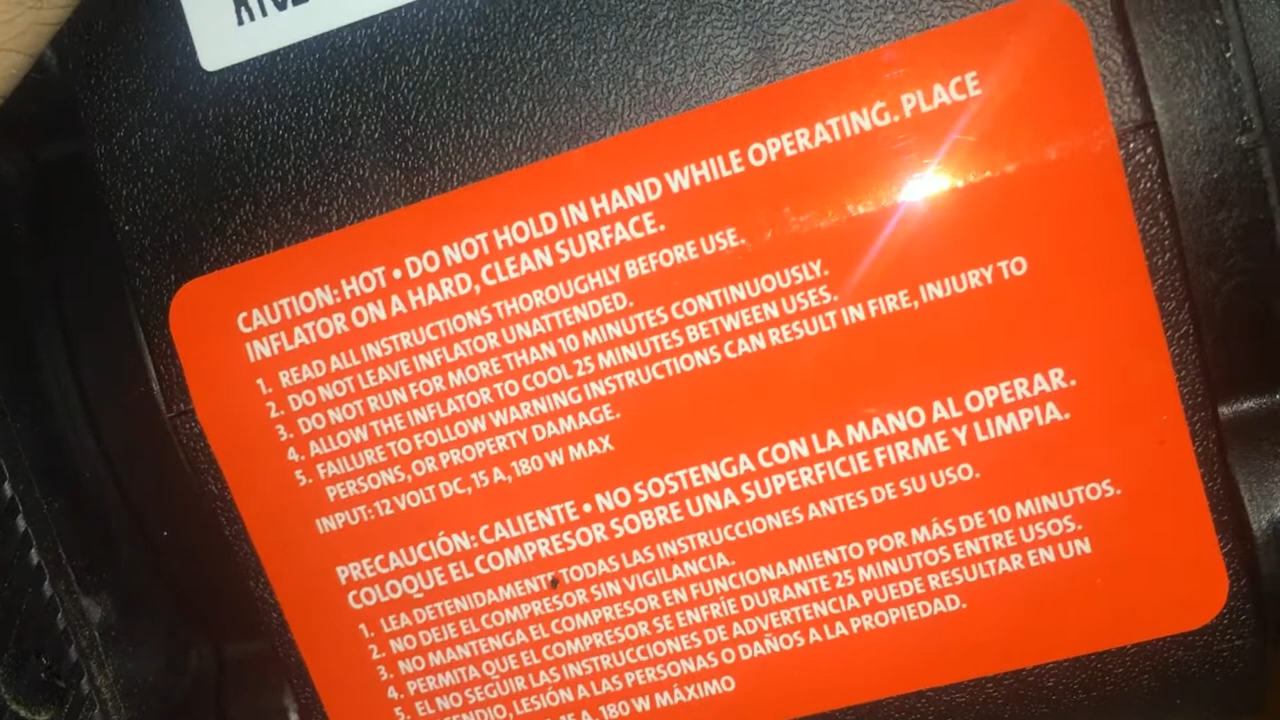 CAUTION: HOT • DO NOT HOLD IN HAND WHILE OPERATING. PLACE
INFLATOR ON A HARD, CLEAN SURFACE.
1. READ ALL INSTRUCTIONS THOROUGHLY BEFORE USE.
2. DO NOT LEAVE INFLATOR UNATTENDED.
3. DO NOT RUN FOR MORE THAN 10 MINUTES CONTINUOUSLY.
4. ALLOW THE INFLATOR TO COOL 25 MINUTES BETWEEN USES.
5. FAILURE TO FOLLOW WARNING INSTRUCTIONS CAN RESULT IN FIRE, INJURY TO
PERSONS, OR PROPERTY DAMAGE.
INPUT: 12 VOLT DC, 15 A, 180 W MAX
PRECAUCIÓN: CALIENTE • NO SOSTENGA CON LA MANO AL OPERAR.
COLOQUE EL COMPRESOR SOBRE UNA SUPERFICIE FIRME Y LIMPIA.
1. LEA DETENIDAMENTE TODAS LAS INSTRUCCIONES ANTES DE SU USO.
2. NO DEJE EL COMPRESOR SIN VIGILANCIA.
3. NO MANTENGA EL COMPRESOR EN FUNCIONAMIENTO POR MÁS DE 10 MINUTOS.
4. PERMITA QUE EL COMPRESOR SE ENFRÍE DURANTE 25 MINUTOS ENTRE USOS.
5. EL NO SEGUIR LAS INSTRUCCIONES DE ADVERTENCIA PUEDE RESULTAR EN UN
LESIÓN A LAS PERSONAS O DAÑOS A LA PROPIEDAD.
15 A, 180 W MÁXIMO